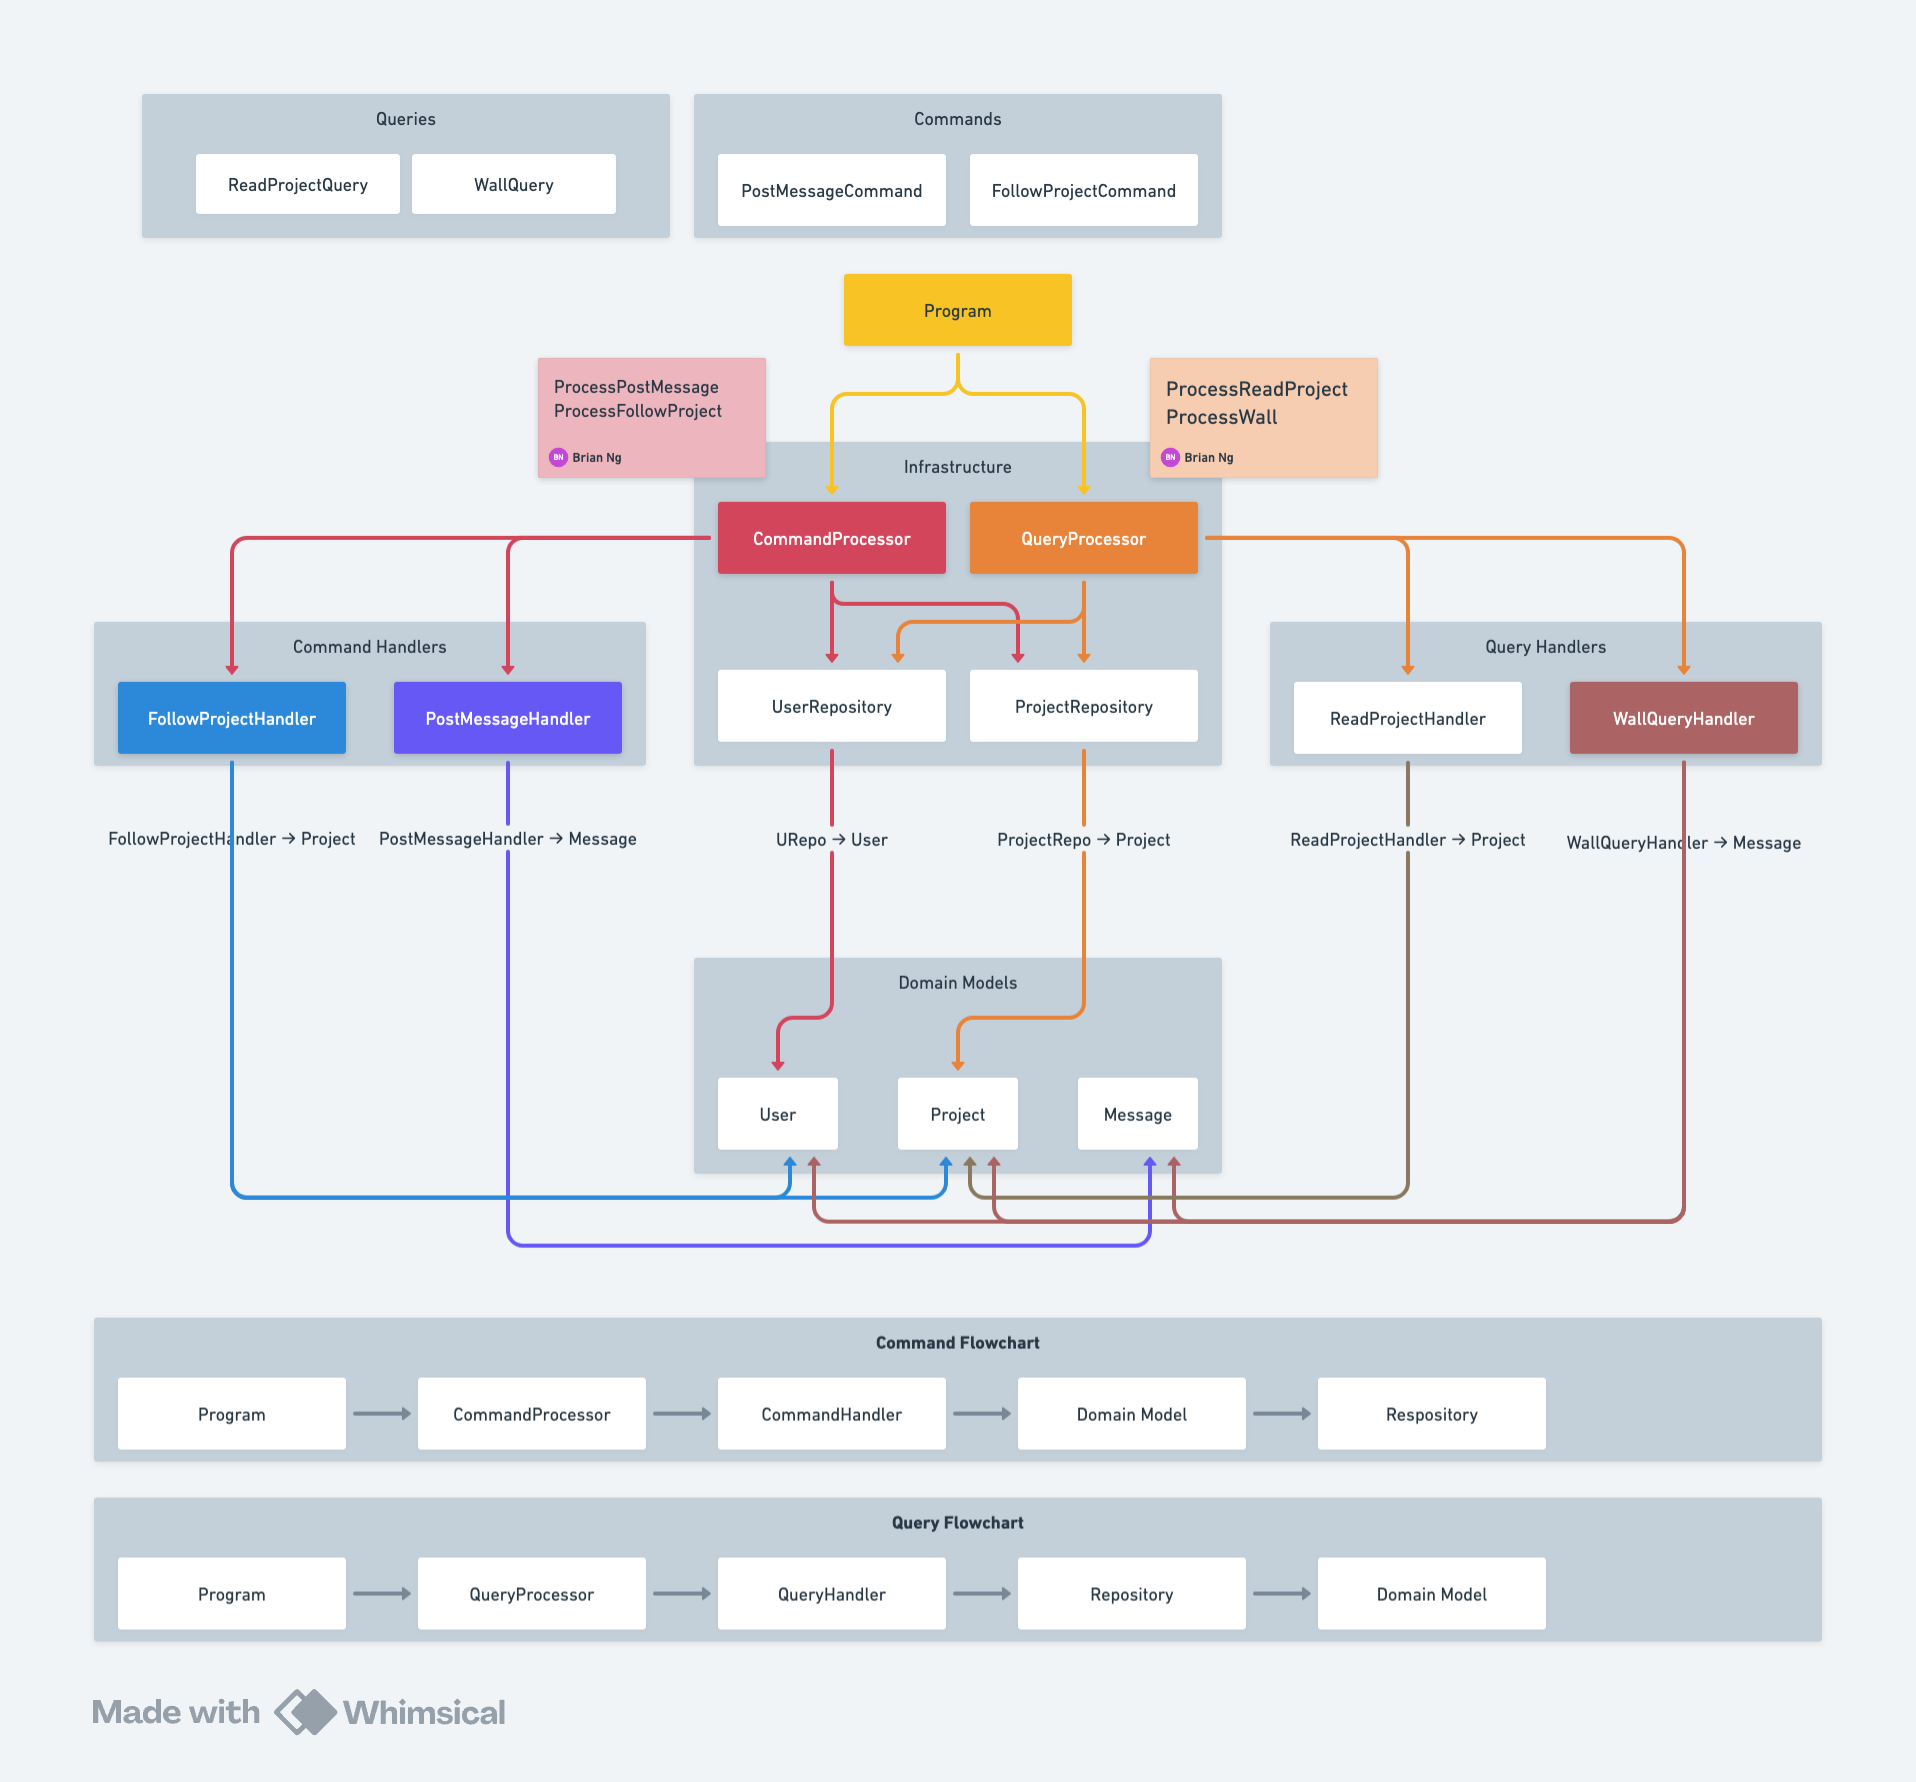 Queries
ReadProjectQuery
WallQuery
Commands
PostMessageCommand
FollowProjectCommand
Program
ProcessPostMessage
ProcessFollowProject
BN Brian Ng
ProcessReadProject
ProcessWall
BN Brian Ng
Infrastructure
CommandProcessor
QueryProcessor
UserRepository
ProjectRepository
Command Handlers
FollowProjectHandler
PostMessageHandler
Query Handlers
ReadProjectHandler
WallQueryHandler
FollowProjectHandler → Project
PostMessageHandler → Message
URepo → User
ProjectRepo → Project
ReadProjectHandler → Project
WallQueryHandler → Message
Domain Models
User
Project
Message
Command Flowchart
Program
CommandProcessor
CommandHandler
Domain Model
Respository
Query Flowchart
Program
QueryProcessor
QueryHandler
Repository
Domain Model
Made with Whimsical